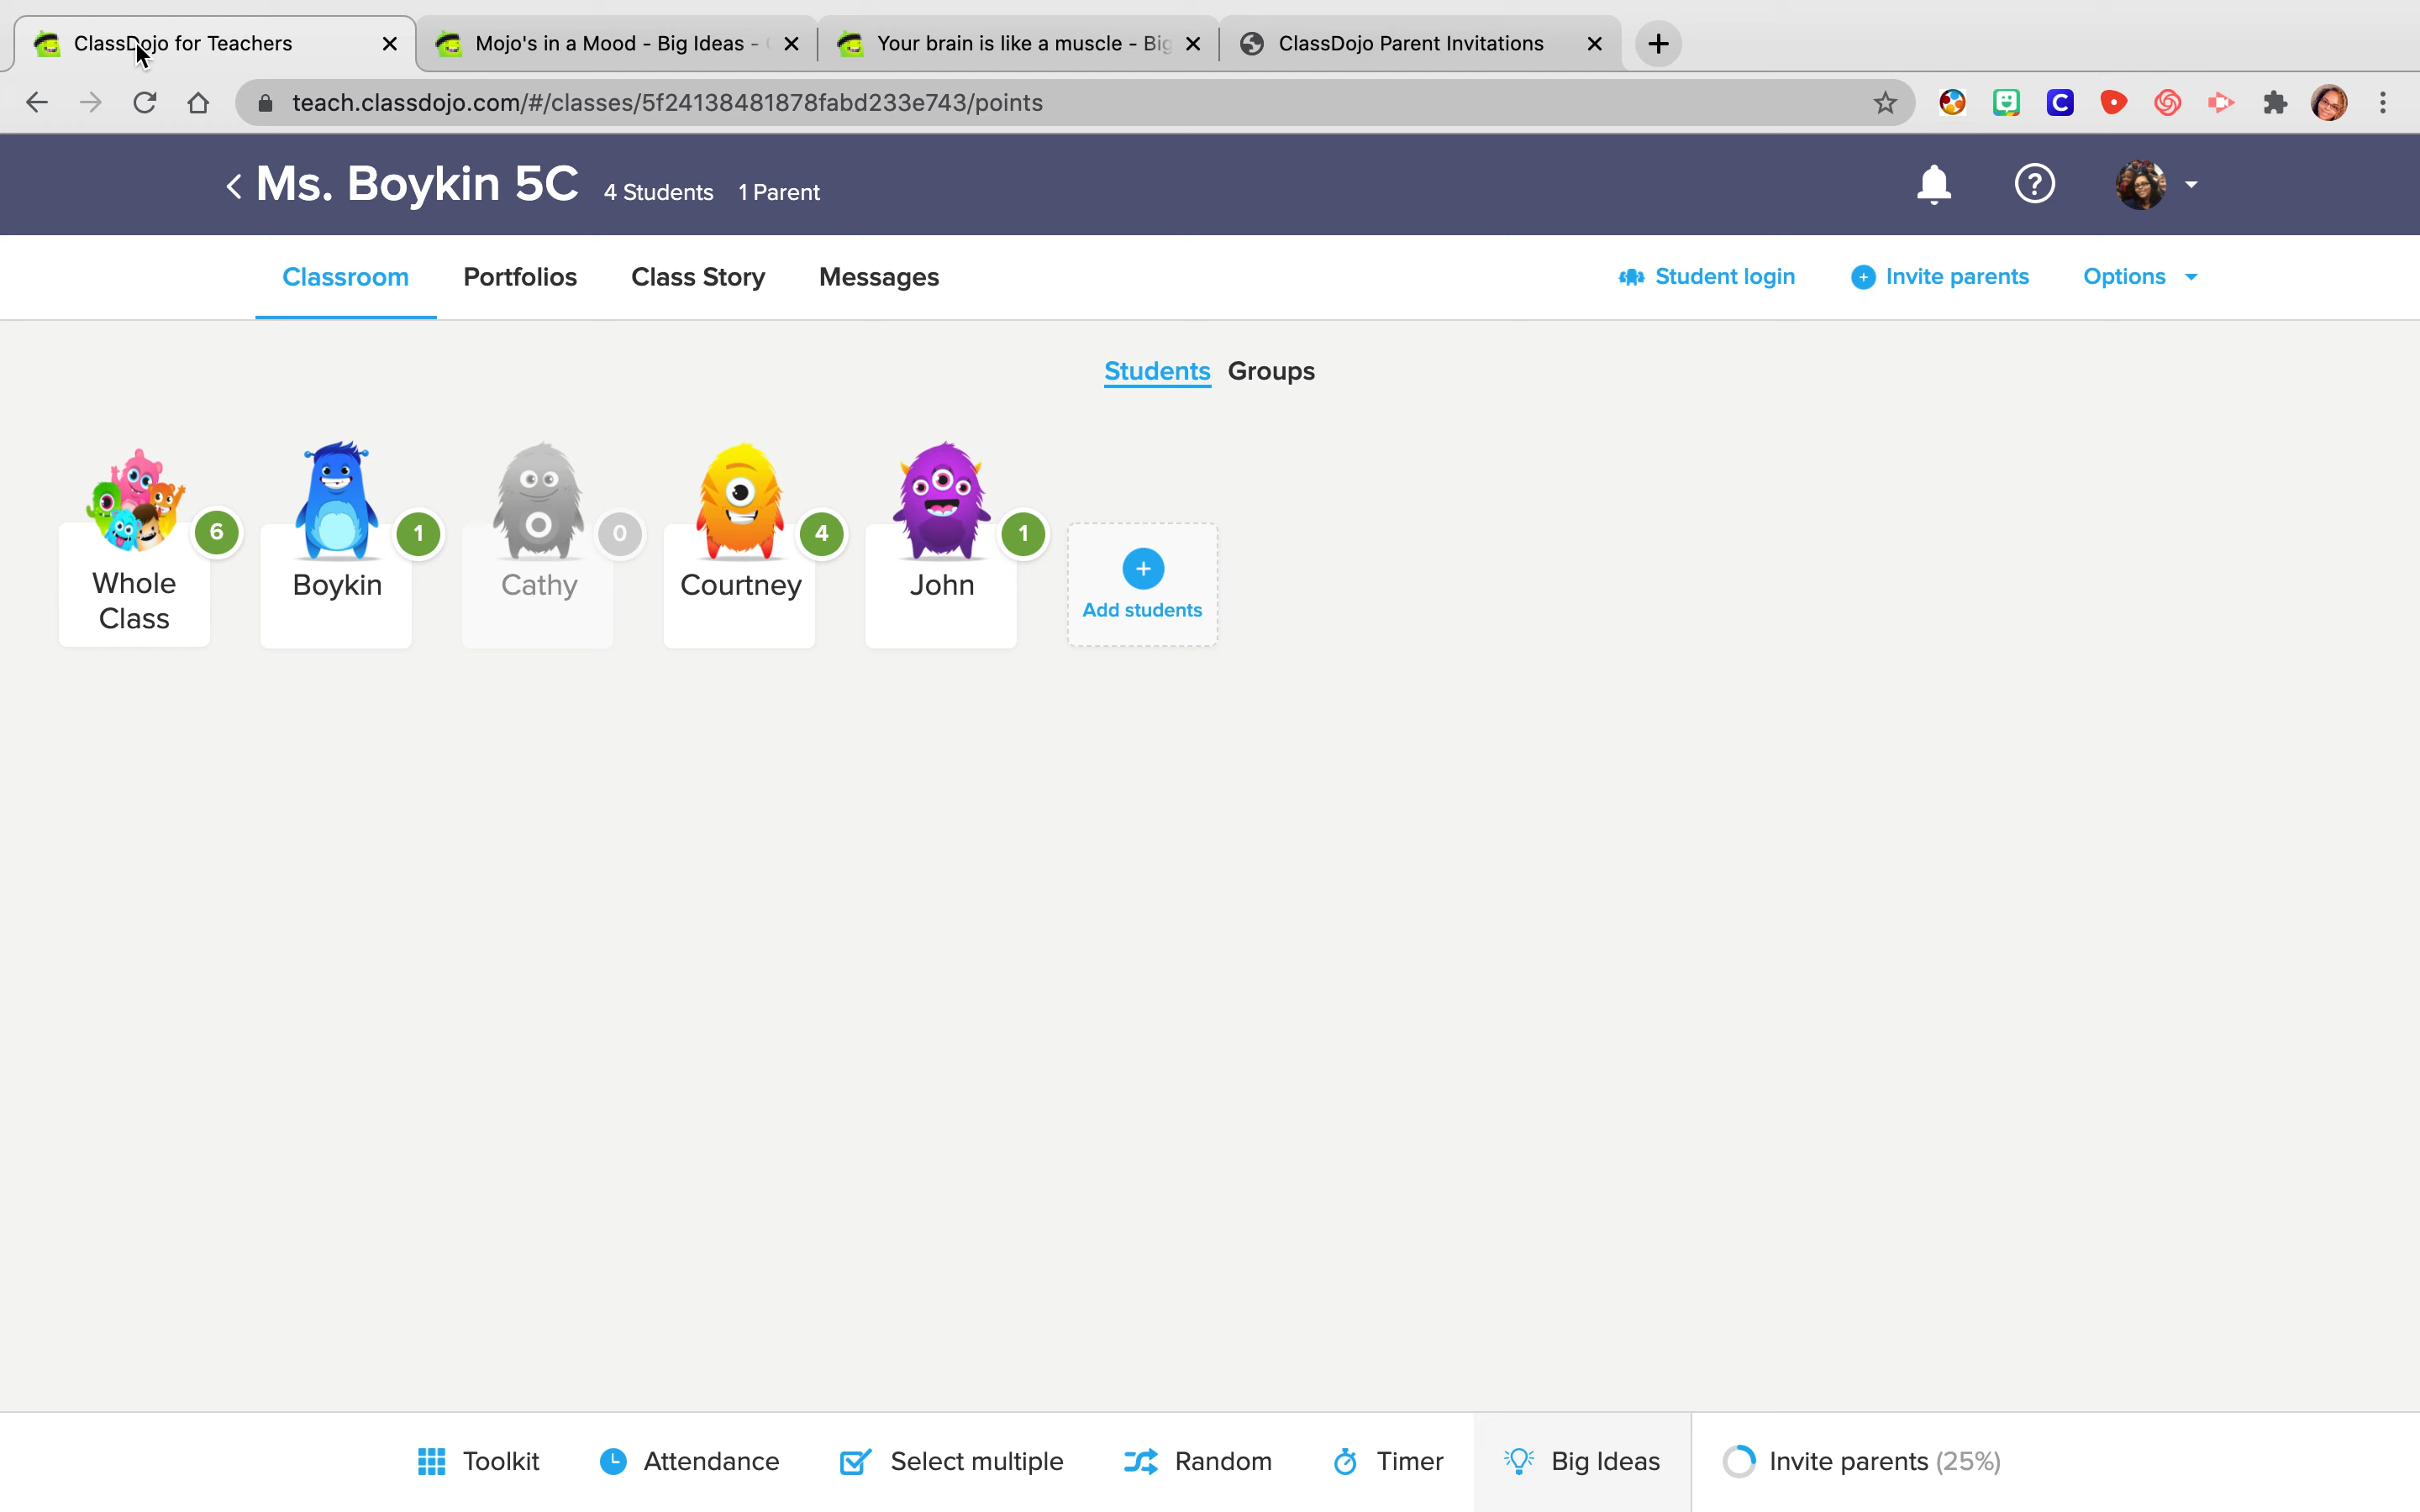 ClassDojo for Teachers
Mojo's in a Mood - Big Ideas -
Your brain is like a muscle - Big
ClassDojo Parent Invitations
teach.classdojo.com/#/classes/5f24138481878fabd233e743/points
Ms. Boykin 5C 4 Students 1 Parent
Classroom Portfolios Class Story Messages Student login Invite parents Options
Students Groups
6
1
0
4
1
Whole Class
Boykin
Cathy
Courtney
John
Add students
Toolkit Attendance Select multiple Random Timer Big Ideas Invite parents (25%)